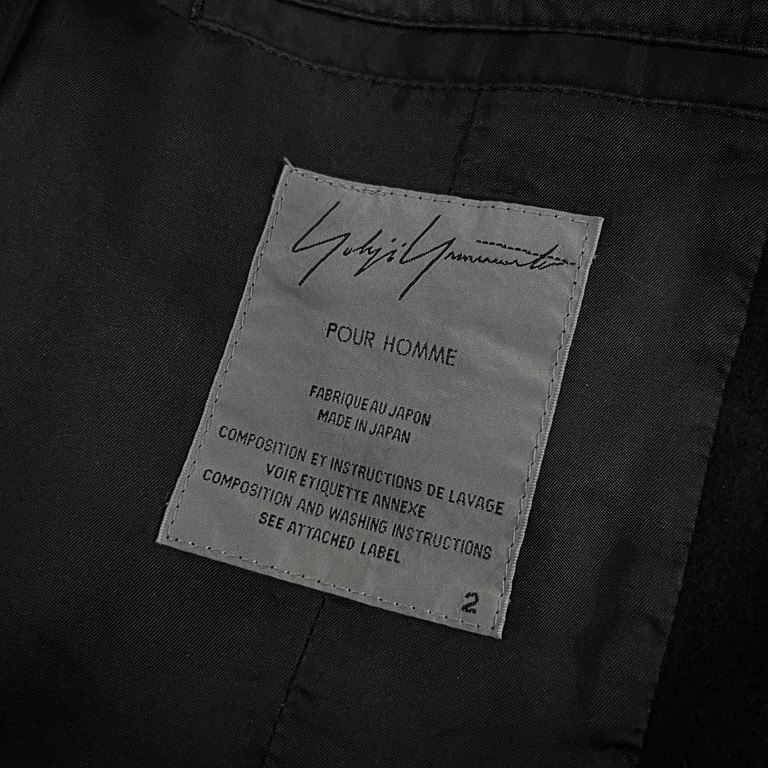 Yohji Yamamoto
POUR HOMME
FABRIQUE AU JAPON
MADE IN JAPAN
COMPOSITION ET INSTRUCTIONS DE LAVAGE
VOIR ETIQUETTE ANNEXE
COMPOSITION AND WASHING INSTRUCTIONS
SEE ATTACHED LABEL
2